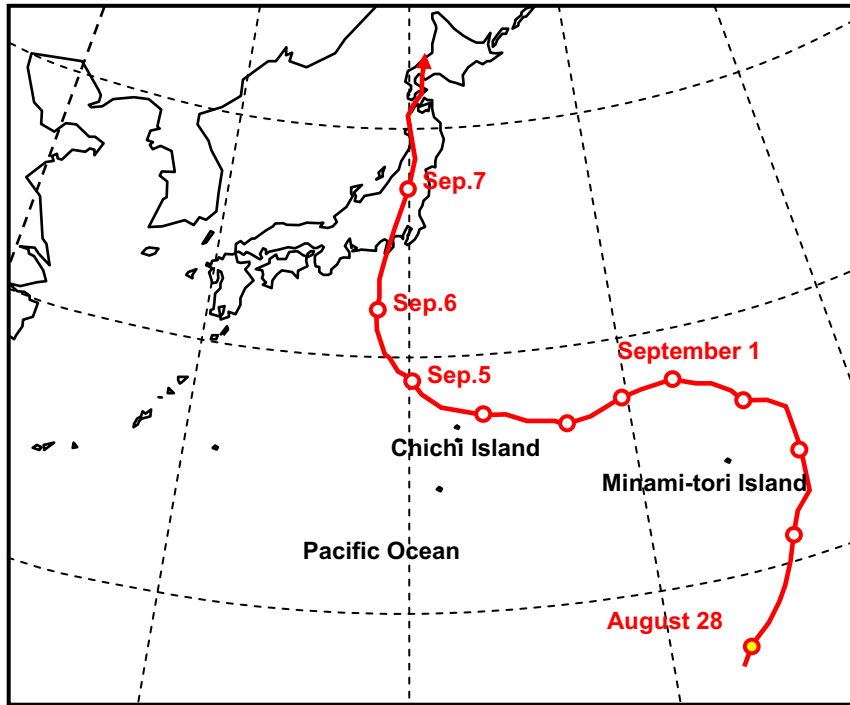 Sep.7
Sep.6
September 1
Sep.5
Chichi Island
Minami-tori Island
Pacific Ocean
August 28